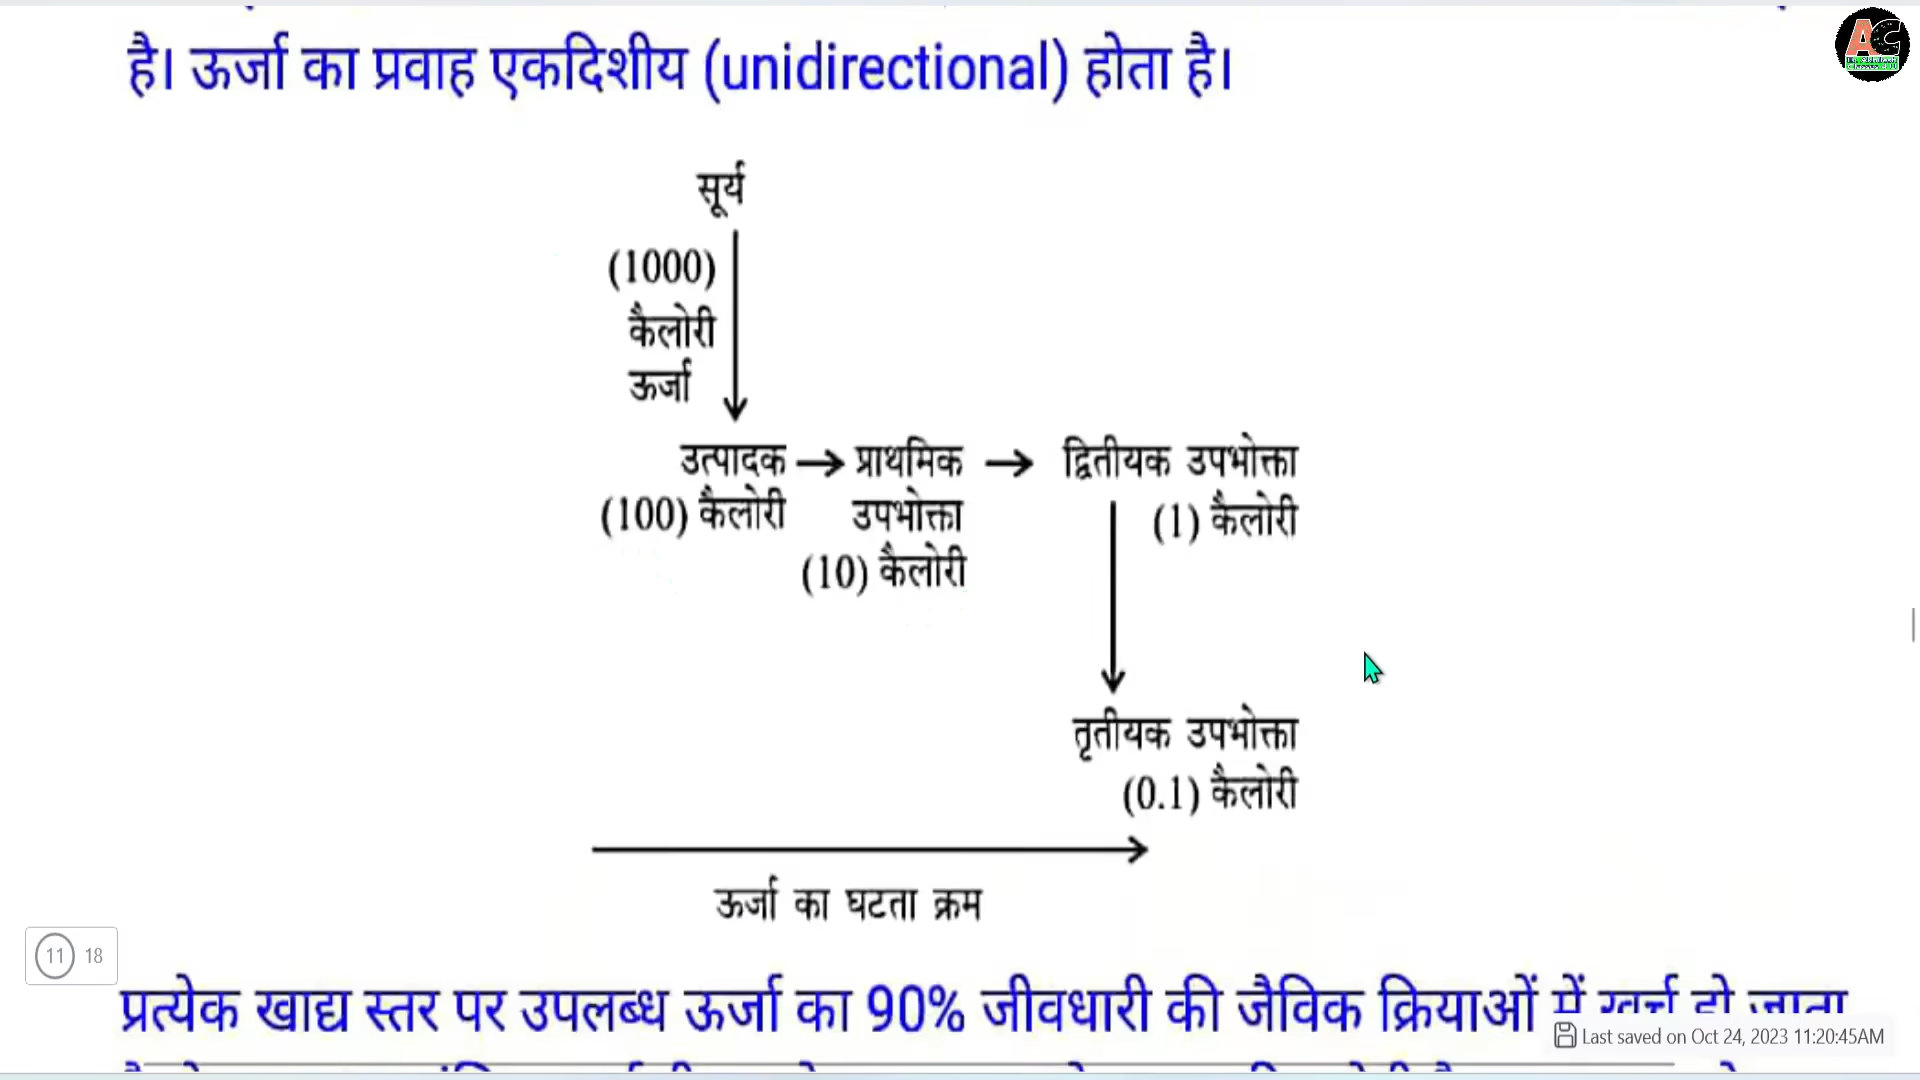 है। ऊर्जा का प्रवाह एकदिशीय (unidirectional) होता है।
सूर्य
(1000)
कैलोरी
ऊर्जा
उत्पादक → प्राथमिक → द्वितीयक उपभोक्ता
(100) कैलोरी उपभोक्ता (1) कैलोरी
(10) कैलोरी
तृतीयक उपभोक्ता
(0.1) कैलोरी
ऊर्जा का घटता क्रम
11 18
प्रत्येक खाद्य स्तर पर उपलब्ध ऊर्जा का 90% जीवधारी की जैविक क्रियाओं में खर्च हो जाता
Last saved on Oct 24, 2023 11:20:45AM
AC